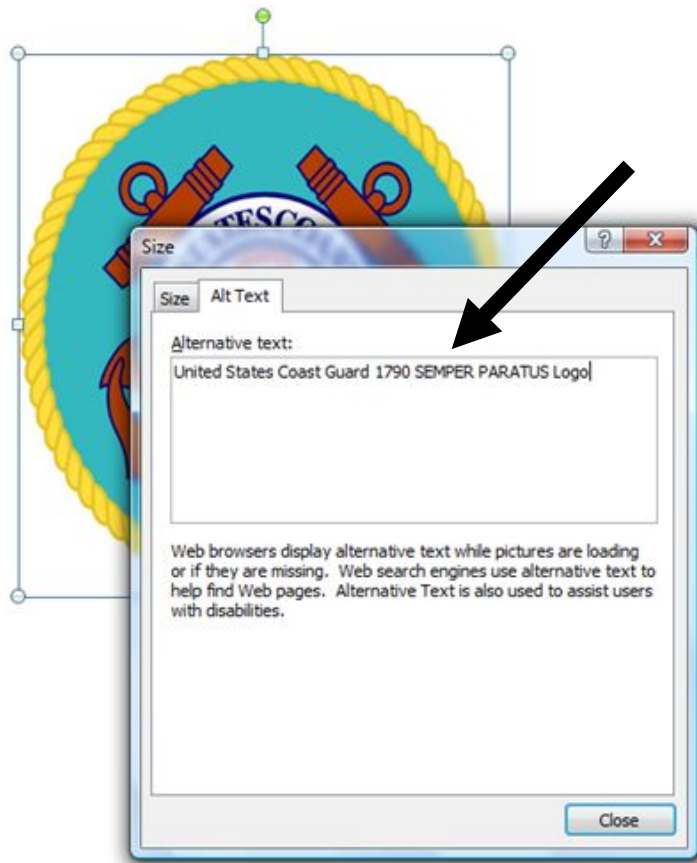 Size
Size Alt Text
Alternative text:
United States Coast Guard 1790 SEMPER PARATUS Logo
Web browsers display alternative text while pictures are loading
or if they are missing. Web search engines use alternative text to
help find Web pages. Alternative Text is also used to assist users
with disabilities.
Close